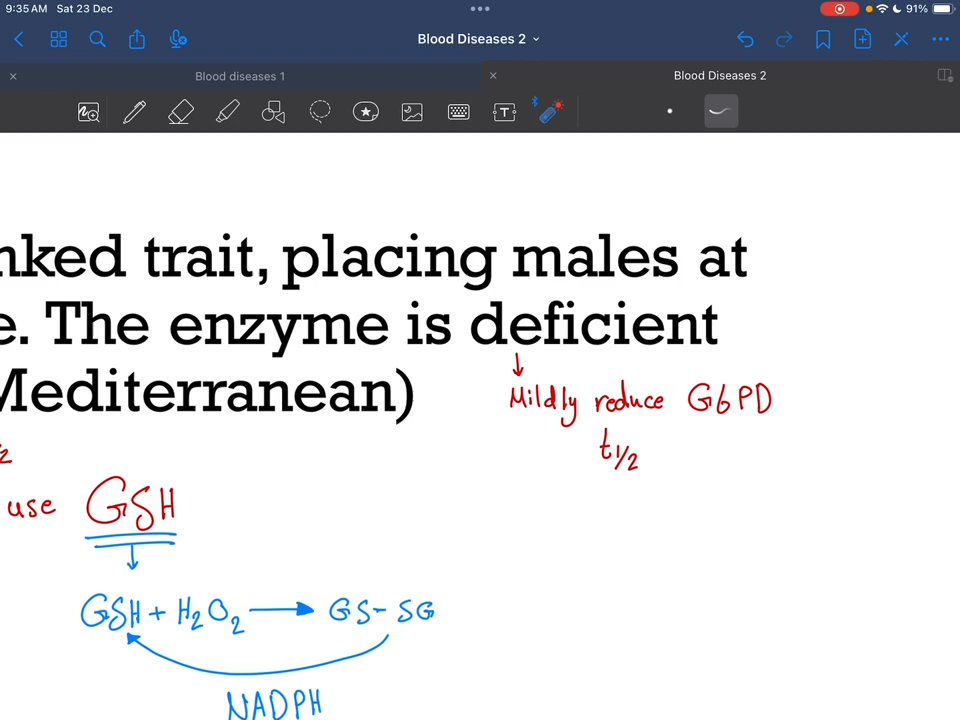 9:35 AM Sat 23 Dec
91%
Blood Diseases 2
Blood diseases 1
Blood Diseases 2
T
nked trait, placing males at
e. The enzyme is deficient
Mediterranean)
↓
Mildly reduce G6PD
t1/2
/2
use GSH
↓
GSH + H2O2 → GS-SG
NADPH